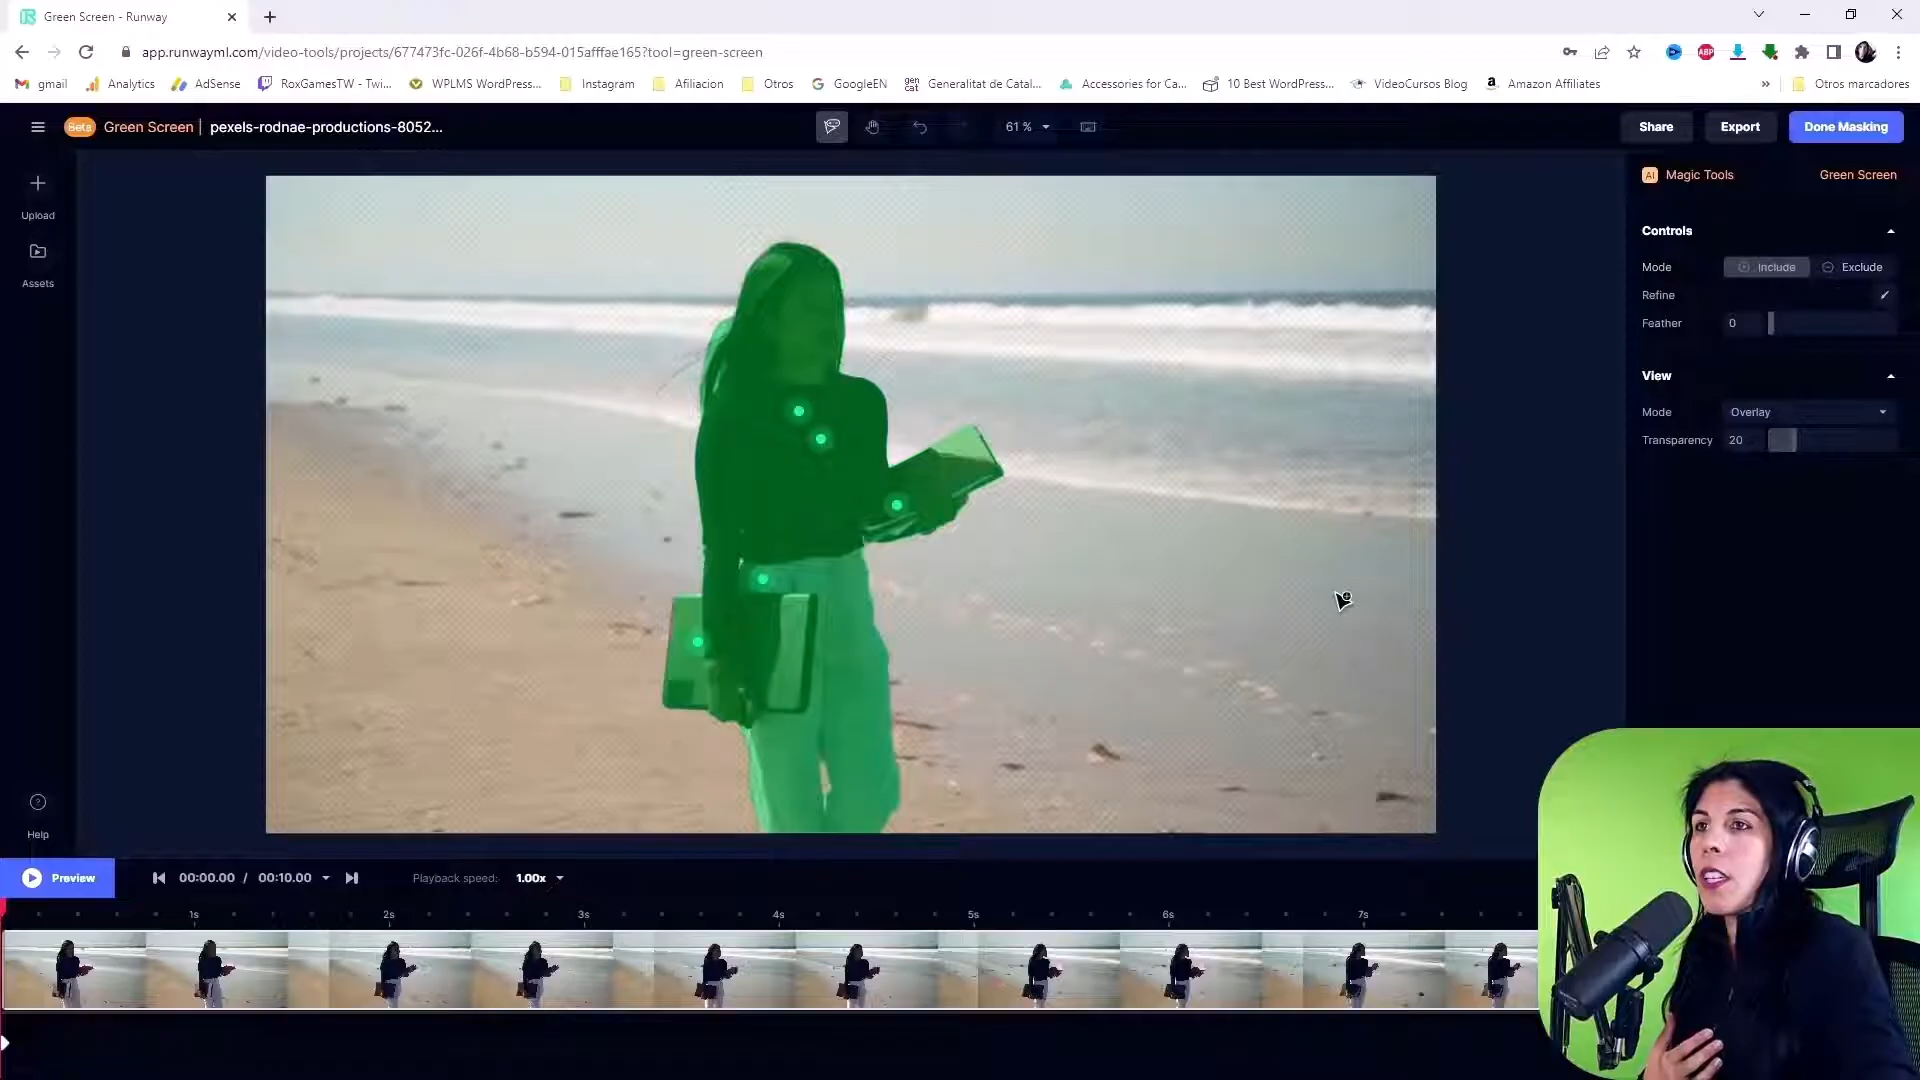 Green Screen - Runway
app.runwayml.com/video-tools/projects/677473fc-026f-4b68-b594-015afffae165?tool=green-screen
ABP
gmail
Analytics
AdSense
RoxGamesTW - Twi...
WPLMS WordPress...
Instagram
Afiliacion
Otros
GoogleEN
gen cat
Generalitat de Catal...
Accessories for Ca...
10 Best WordPress...
VideoCursos Blog
Amazon Affiliates
Otros marcadores
Beta Green Screen | pexels-rodnae-productions-8052...
61 %
Share
Export
Done Masking
Upload
Assets
Help
AI Magic Tools
Green Screen
Controls
Mode Include Exclude
Refine
Feather 0
View
Mode Overlay
Transparency 20
Preview
00:00.00 / 00:10.00
Playback speed: 1.00x
1s 2s 3s 4s 5s 6s 7s